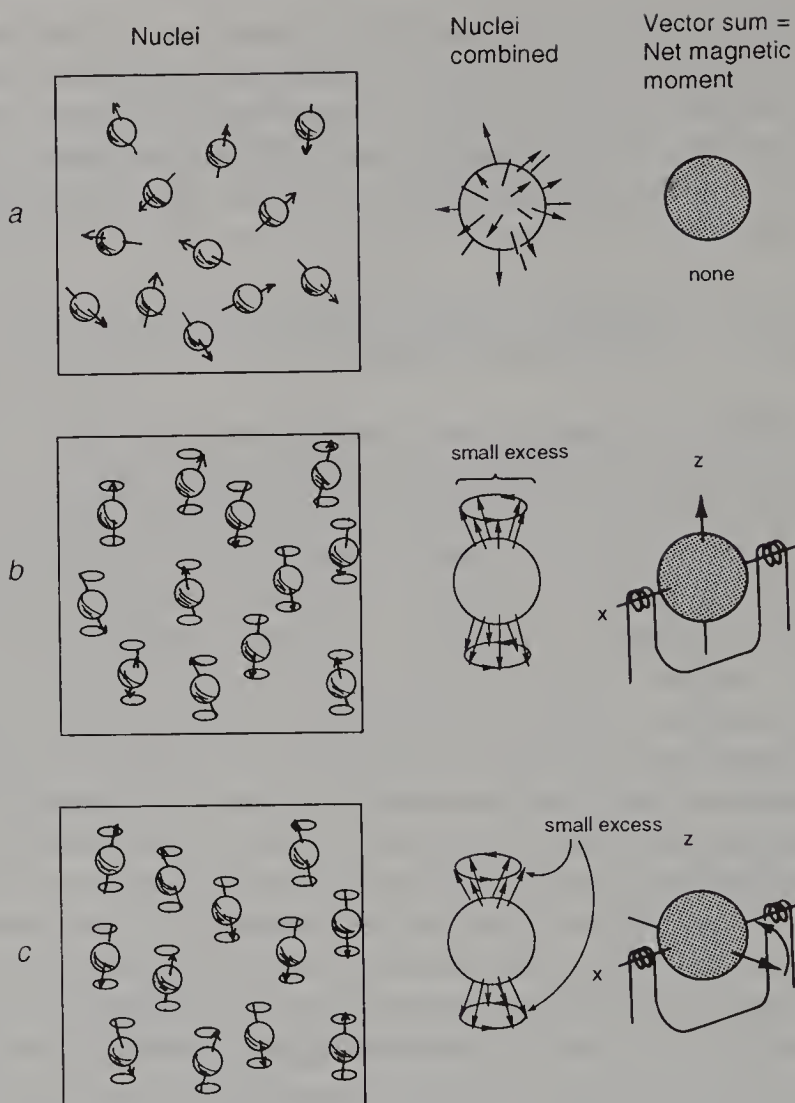 Nuclei
Nuclei
combined
Vector sum =
Net magnetic
moment
a
none
b
small excess
z
x
c
small excess
z
x